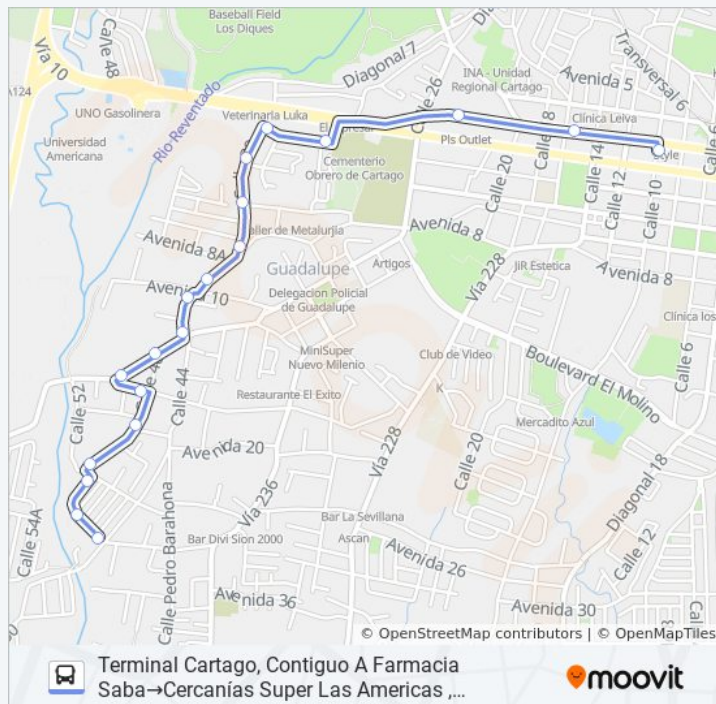 Baseball Field
Los Diques
Calle 48
Vía 10
Diagonal 7
Calle 26
INA - Unidad
Regional Cartago
Avenida 5
Transversal 6
A124
UNO Gasolinera
Rio Reventado
Veterinaria Luka
Clínica Leiva
Calle 6
Universidad
Americana
Pls Outlet
Style
Cementerio
Obrero de Cartago
Calle 20
Calle 14
Calle 12
Calle 10
Avenida 8
Taller de Metalurjia
Avenida 8A
Artigos
Vía 228
JiR Estetica
Avenida 8
Guadalupe
Avenida 10
Delegacion Policial
de Guadalupe
Clínica los
MiniSuper
Nuevo Milenio
Club de Video
Boulevard El Molino
Calle 6
Calle 52
Calle 44
Restaurante El Exito
K
Mercadito Azul
Avenida 20
Vía 228
Calle 20
Vía 236
Diagonal 18
Calle 54A
Calle Pedro Barahona
Bar Divi Sion 2000
Bar La Sevillana
Ascan
Avenida 26
Calle 12
Avenida 36
Avenida 30
© OpenStreetMap contributors | © OpenMapTiles
Terminal Cartago, Contiguo A Farmacia
Saba→Cercanías Super Las Americas ,...
moovit